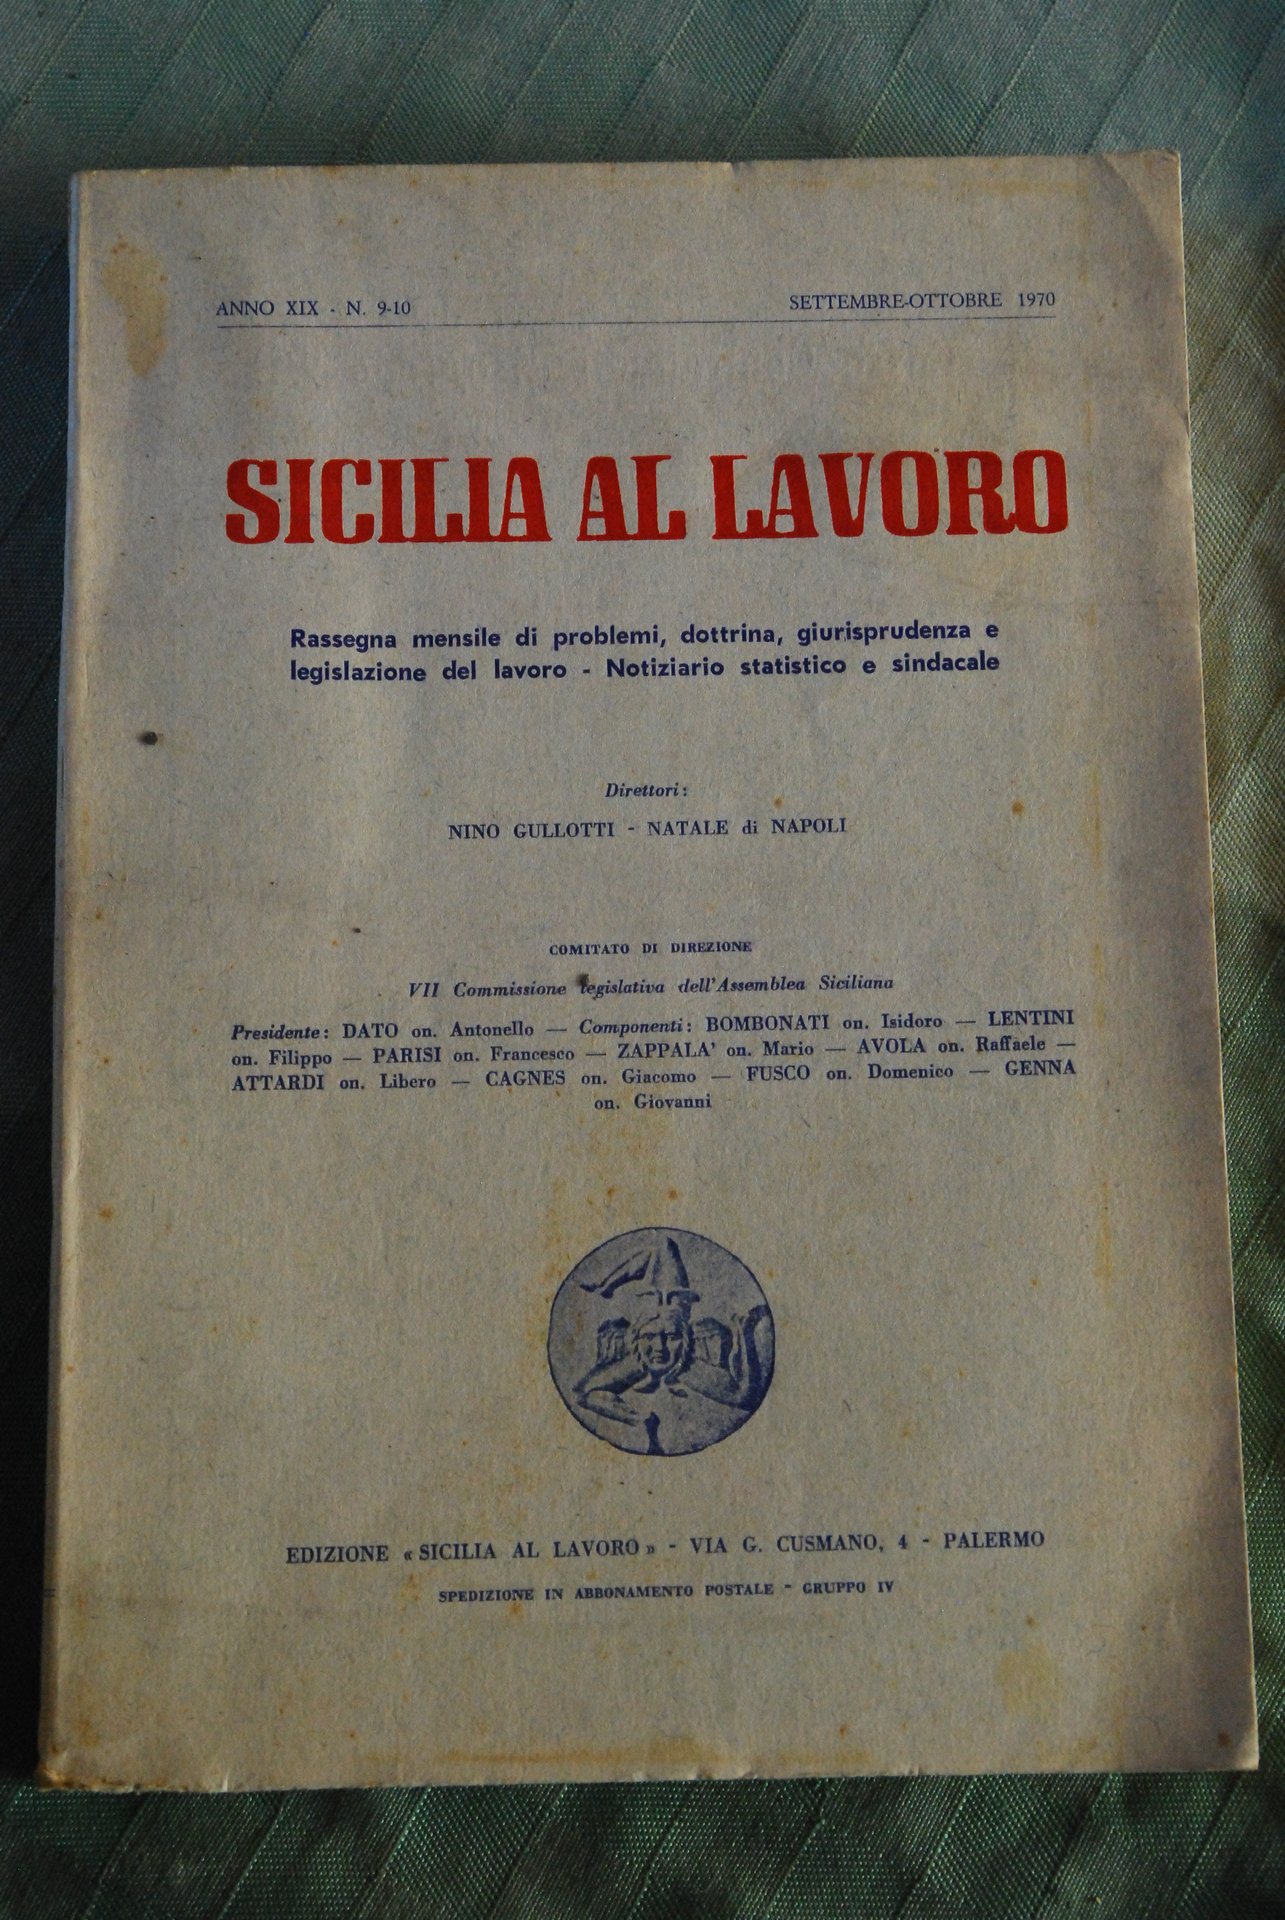 ANNO XIX - N. 9-10
SETTEMBRE-OTTOBRE 1970
SICILIA AL LAVORO
Rassegna mensile di problemi, dottrina, giurisprudenza e
legislazione del lavoro - Notiziario statistico e sindacale
Direttori:
NINO GULLOTTI - NATALE di NAPOLI
COMITATO DI DIREZIONE
VII Commissione legislativa dell'Assemblea Siciliana
Presidente: DATO on. Antonello — Componenti: BOMBONATI on. Isidoro — LENTINI
on. Filippo — PARISI on. Francesco — ZAPPALA' on. Mario — AVOLA on. Raffaele —
ATTARDI on. Libero — CAGNES on. Giacomo — FUSCO on. Domenico — GENNA
on. Giovanni
EDIZIONE «SICILIA AL LAVORO» - VIA G. CUSMANO, 4 - PALERMO
SPEDIZIONE IN ABBONAMENTO POSTALE - GRUPPO IV